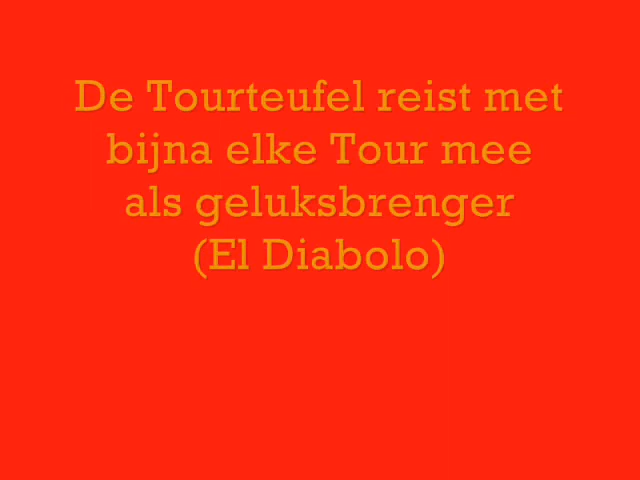 De Tourteufel reist met
bijna elke Tour mee
als geluksbrenger
(El Diabolo)